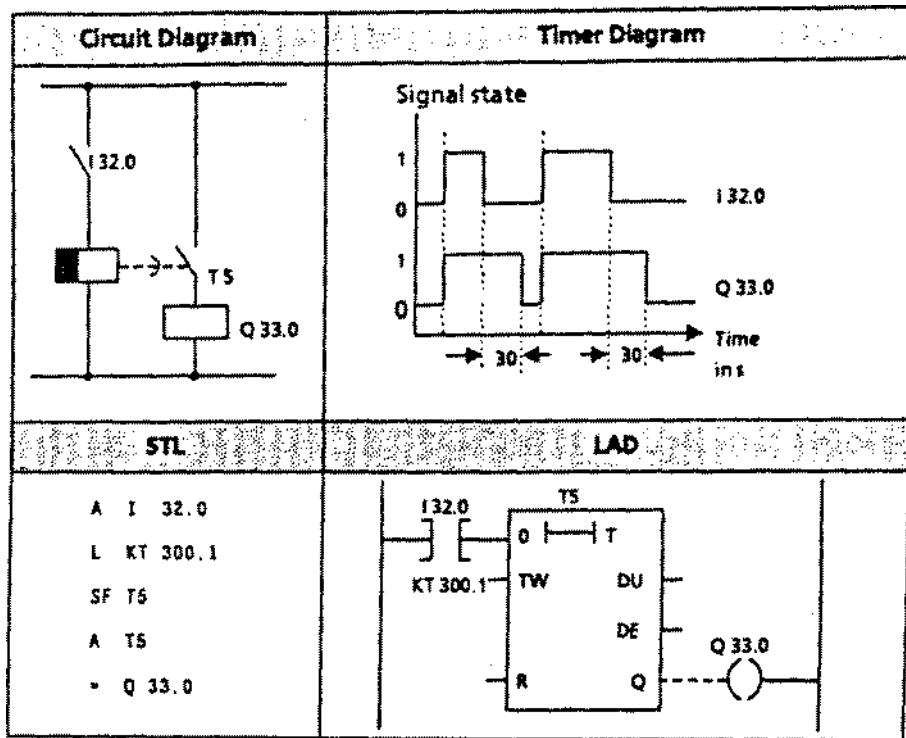 Circuit Diagram
Timer Diagram
I 32.0
T 5
Q 33.0
Signal state
1
0
I 32.0
1
0
Q 33.0
30
30
Time
in s
STL
LAD
A I 32.0
L KT 300.1
SF T5
A T5
= Q 33.0
I 32.0
T5
0 T
KT 300.1
TW
DU
DE
Q 33.0
R
Q